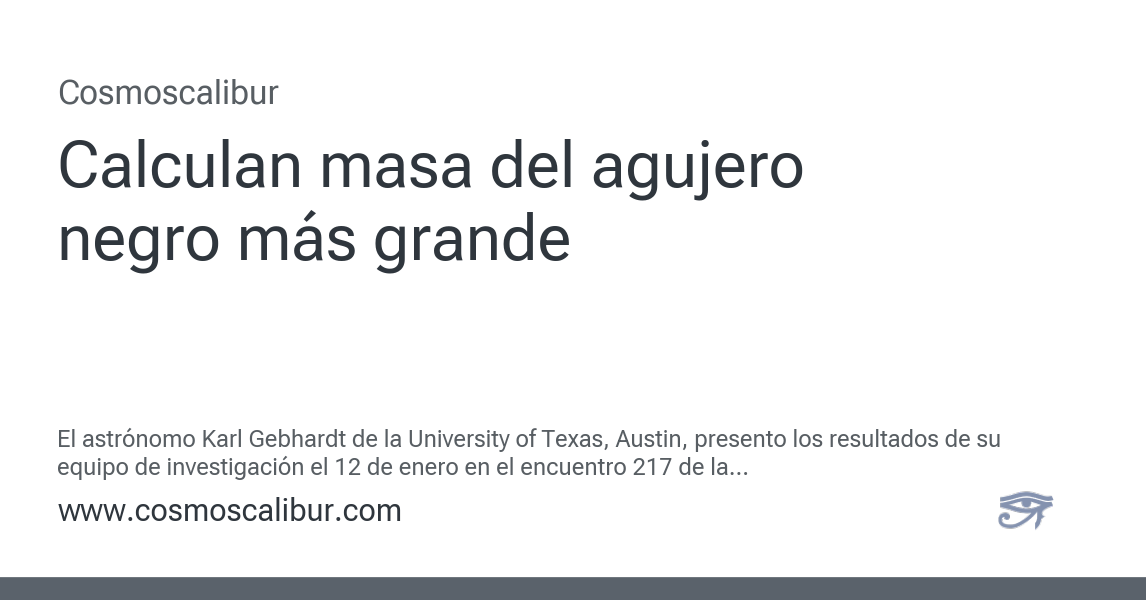 Cosmoscalibur
Calculan masa del agujero
negro más grande
El astrónomo Karl Gebhardt de la University of Texas, Austin, presento los resultados de su
equipo de investigación el 12 de enero en el encuentro 217 de la...
www.cosmoscalibur.com